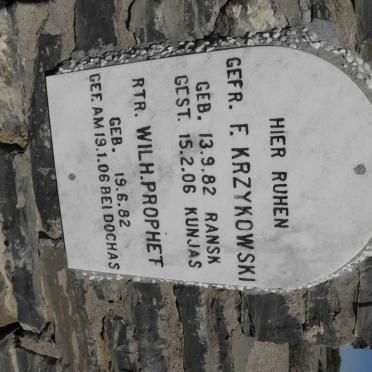 HIER RUHEN
GEFR. F. KRZYKOWSKI
GEB. 13.9.82 RANSK
GEST. 15.2.06 KUNJAS
RTR. WILH. PROPHET
GEB. 19.6.82
GEF. AM 19.1.06 BEI DOCHAS